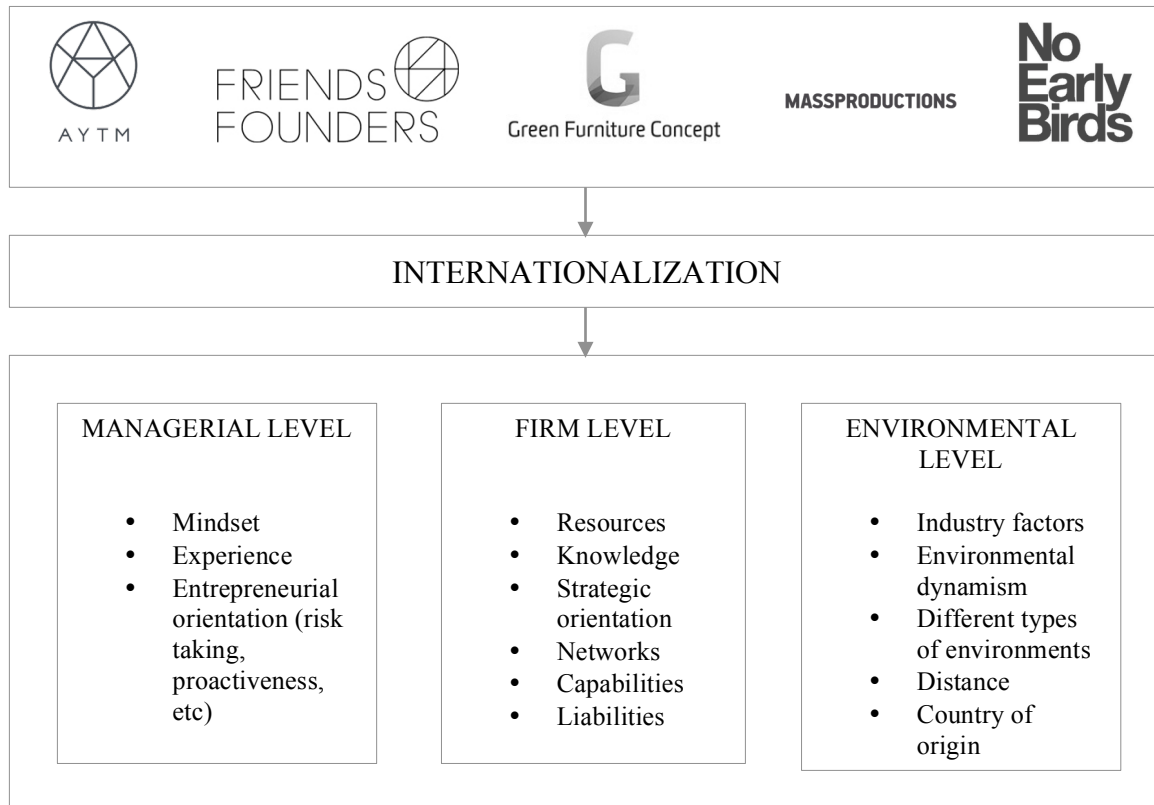 AYTM
FRIENDS
FOUNDERS
G
Green Furniture Concept
MASSPRODUCTIONS
No
Early
Birds
INTERNATIONALIZATION
MANAGERIAL LEVEL
• Mindset
• Experience
• Entrepreneurial
orientation (risk
taking,
proactiveness,
etc)
FIRM LEVEL
• Resources
• Knowledge
• Strategic
orientation
• Networks
• Capabilities
• Liabilities
ENVIRONMENTAL
LEVEL
• Industry factors
• Environmental
dynamism
• Different types
of environments
• Distance
• Country of
origin